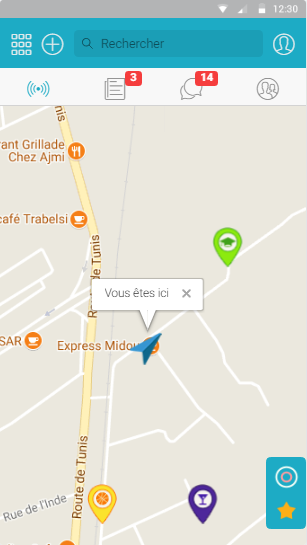 12:30
Rechercher
3
14
rant Grillade
Chez Ajmi
café Trabelsi
Route de Tunis
Vous êtes ici
SAR
Express Midou
Route de Tunis
Rue de l'Inde